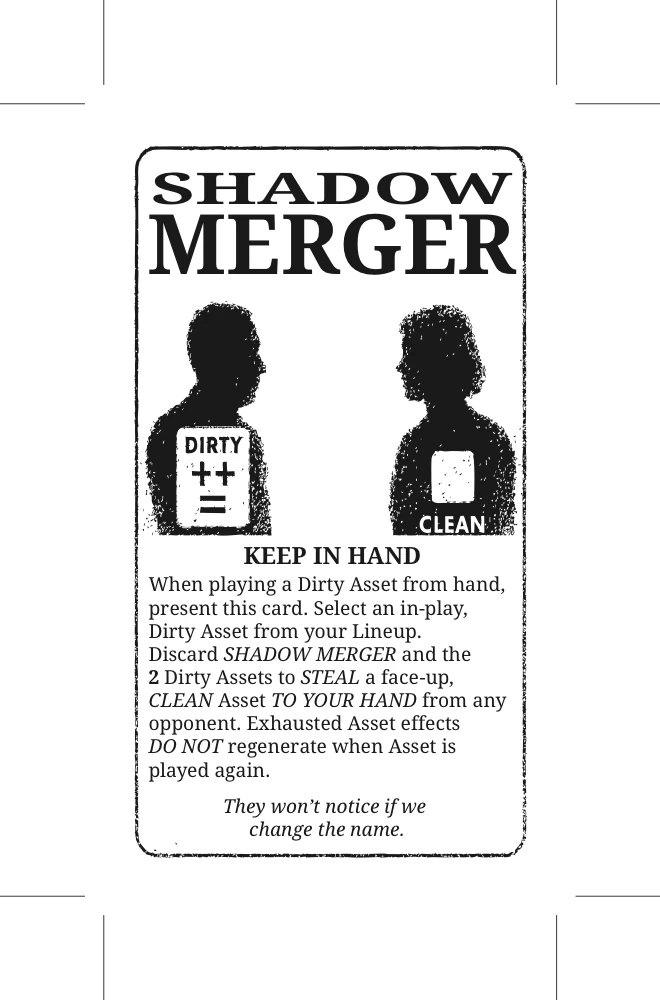 SHADOW
MERGER
DIRTY
++
=
CLEAN
KEEP IN HAND
When playing a Dirty Asset from hand,
present this card. Select an in-play,
Dirty Asset from your Lineup.
Discard SHADOW MERGER and the
2 Dirty Assets to STEAL a face-up,
CLEAN Asset TO YOUR HAND from any
opponent. Exhausted Asset effects
DO NOT regenerate when Asset is
played again.
They won’t notice if we
change the name.